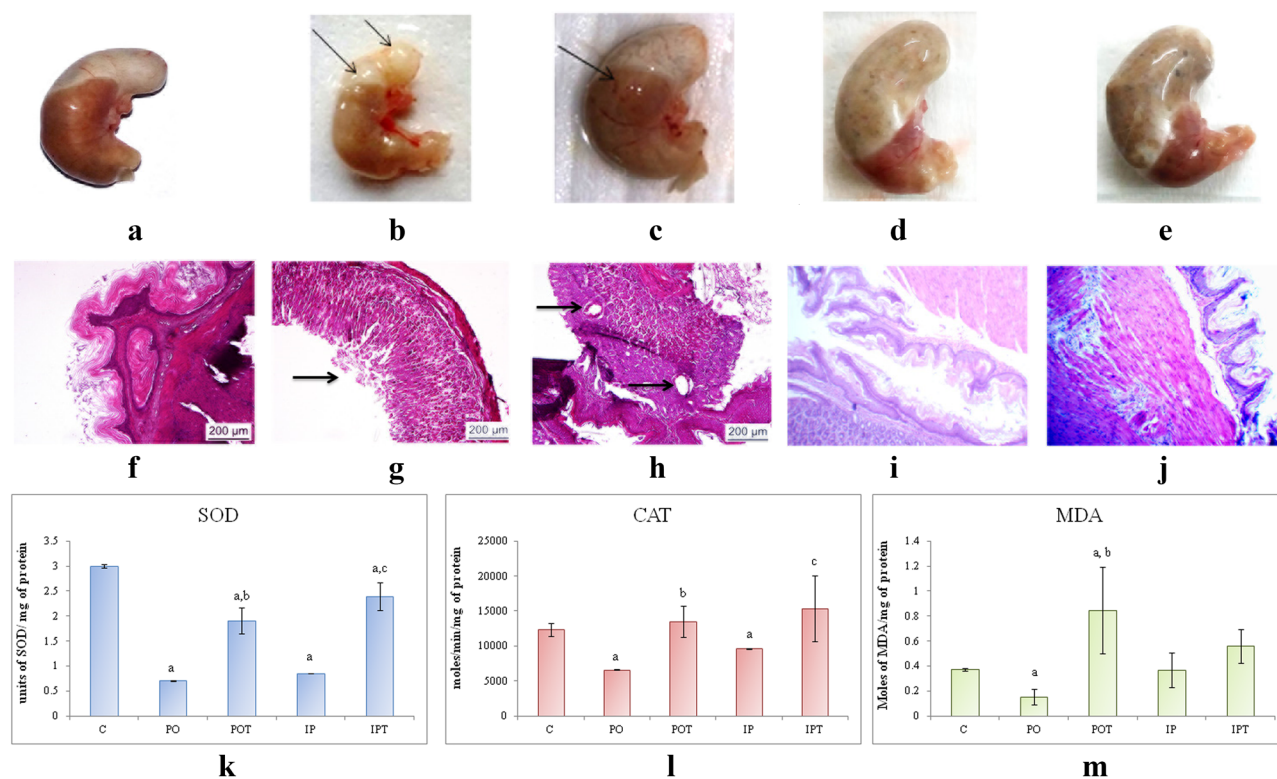 a b c d e
200 µm 200 µm 200 µm
f g h i j
SOD
units of SOD/ mg of protein
3.5
3
2.5
2
1.5
1
0.5
0
a
a,b
a
a,c
C PO POT IP IPT
k
CAT
moles/min/mg of protein
25000
20000
15000
10000
5000
0
a
b
a
c
C PO POT IP IPT
l
MDA
Moles of MDA/mg of protein
1.4
1.2
1
0.8
0.6
0.4
0.2
0
a
a, b
C PO POT IP IPT
m